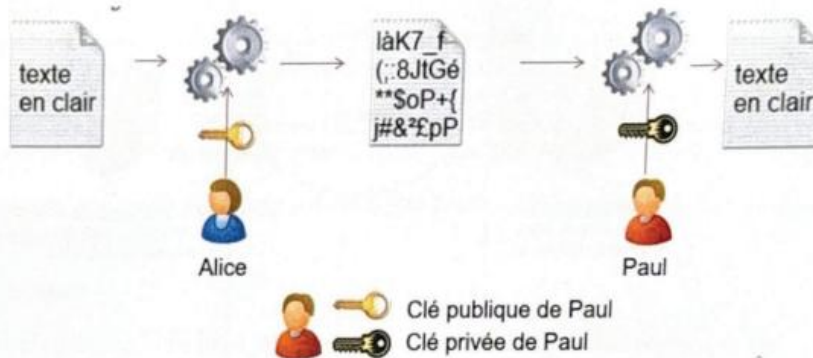 texte
en clair
làK7_f
(;:8JtGé
**$oP+{
j#&²£pP
texte
en clair
Alice
Paul
Clé publique de Paul
Clé privée de Paul